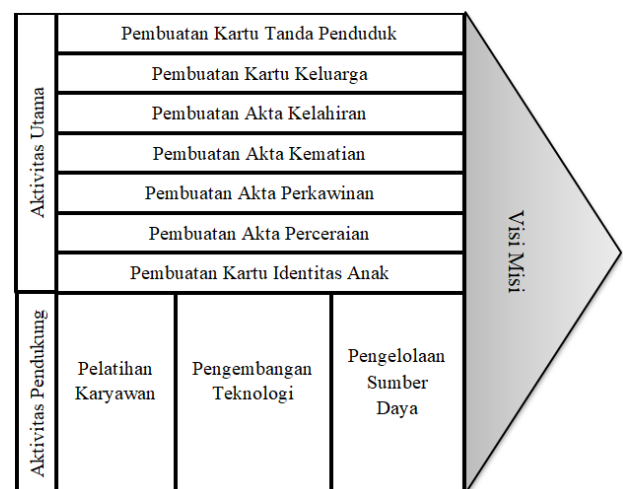 Aktivitas Utama
Pembuatan Kartu Tanda Penduduk
Pembuatan Kartu Keluarga
Pembuatan Akta Kelahiran
Pembuatan Akta Kematian
Pembuatan Akta Perkawinan
Pembuatan Akta Perceraian
Pembuatan Kartu Identitas Anak
Aktivitas Pendukung
Pelatihan
Karyawan
Pengembangan
Teknologi
Pengelolaan
Sumber
Daya
Visi Misi